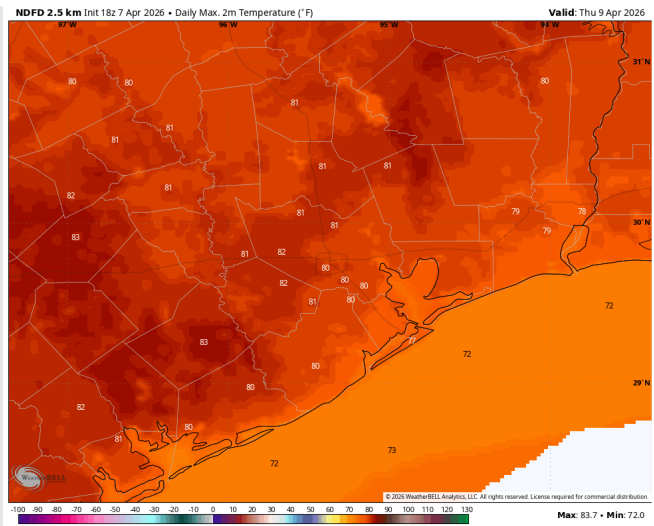 NDFD 2.5 km Init 18z 7 Apr 2026 • Daily Max. 2m Temperature (°F)
Valid: Thu 9 Apr 2026
97°W 96°W 95°W 94°W
31°N
80 80 80
81
81 81
81 81
81
82
81 79 78
30°N
81 79
83
81 82
80
82 80 80
81 80
72
83
77
72
80
29°N
80
82
80
81
73
72
WeatherBELL
© 2026 WeatherBELL Analytics, LLC. All rights reserved. License required for commercial distribution.
-100 -90 -80 -70 -60 -50 -40 -30 -20 -10 0 10 20 30 40 50 60 70 80 90 100 110 120 130
Max: 83.7 • Min: 72.0